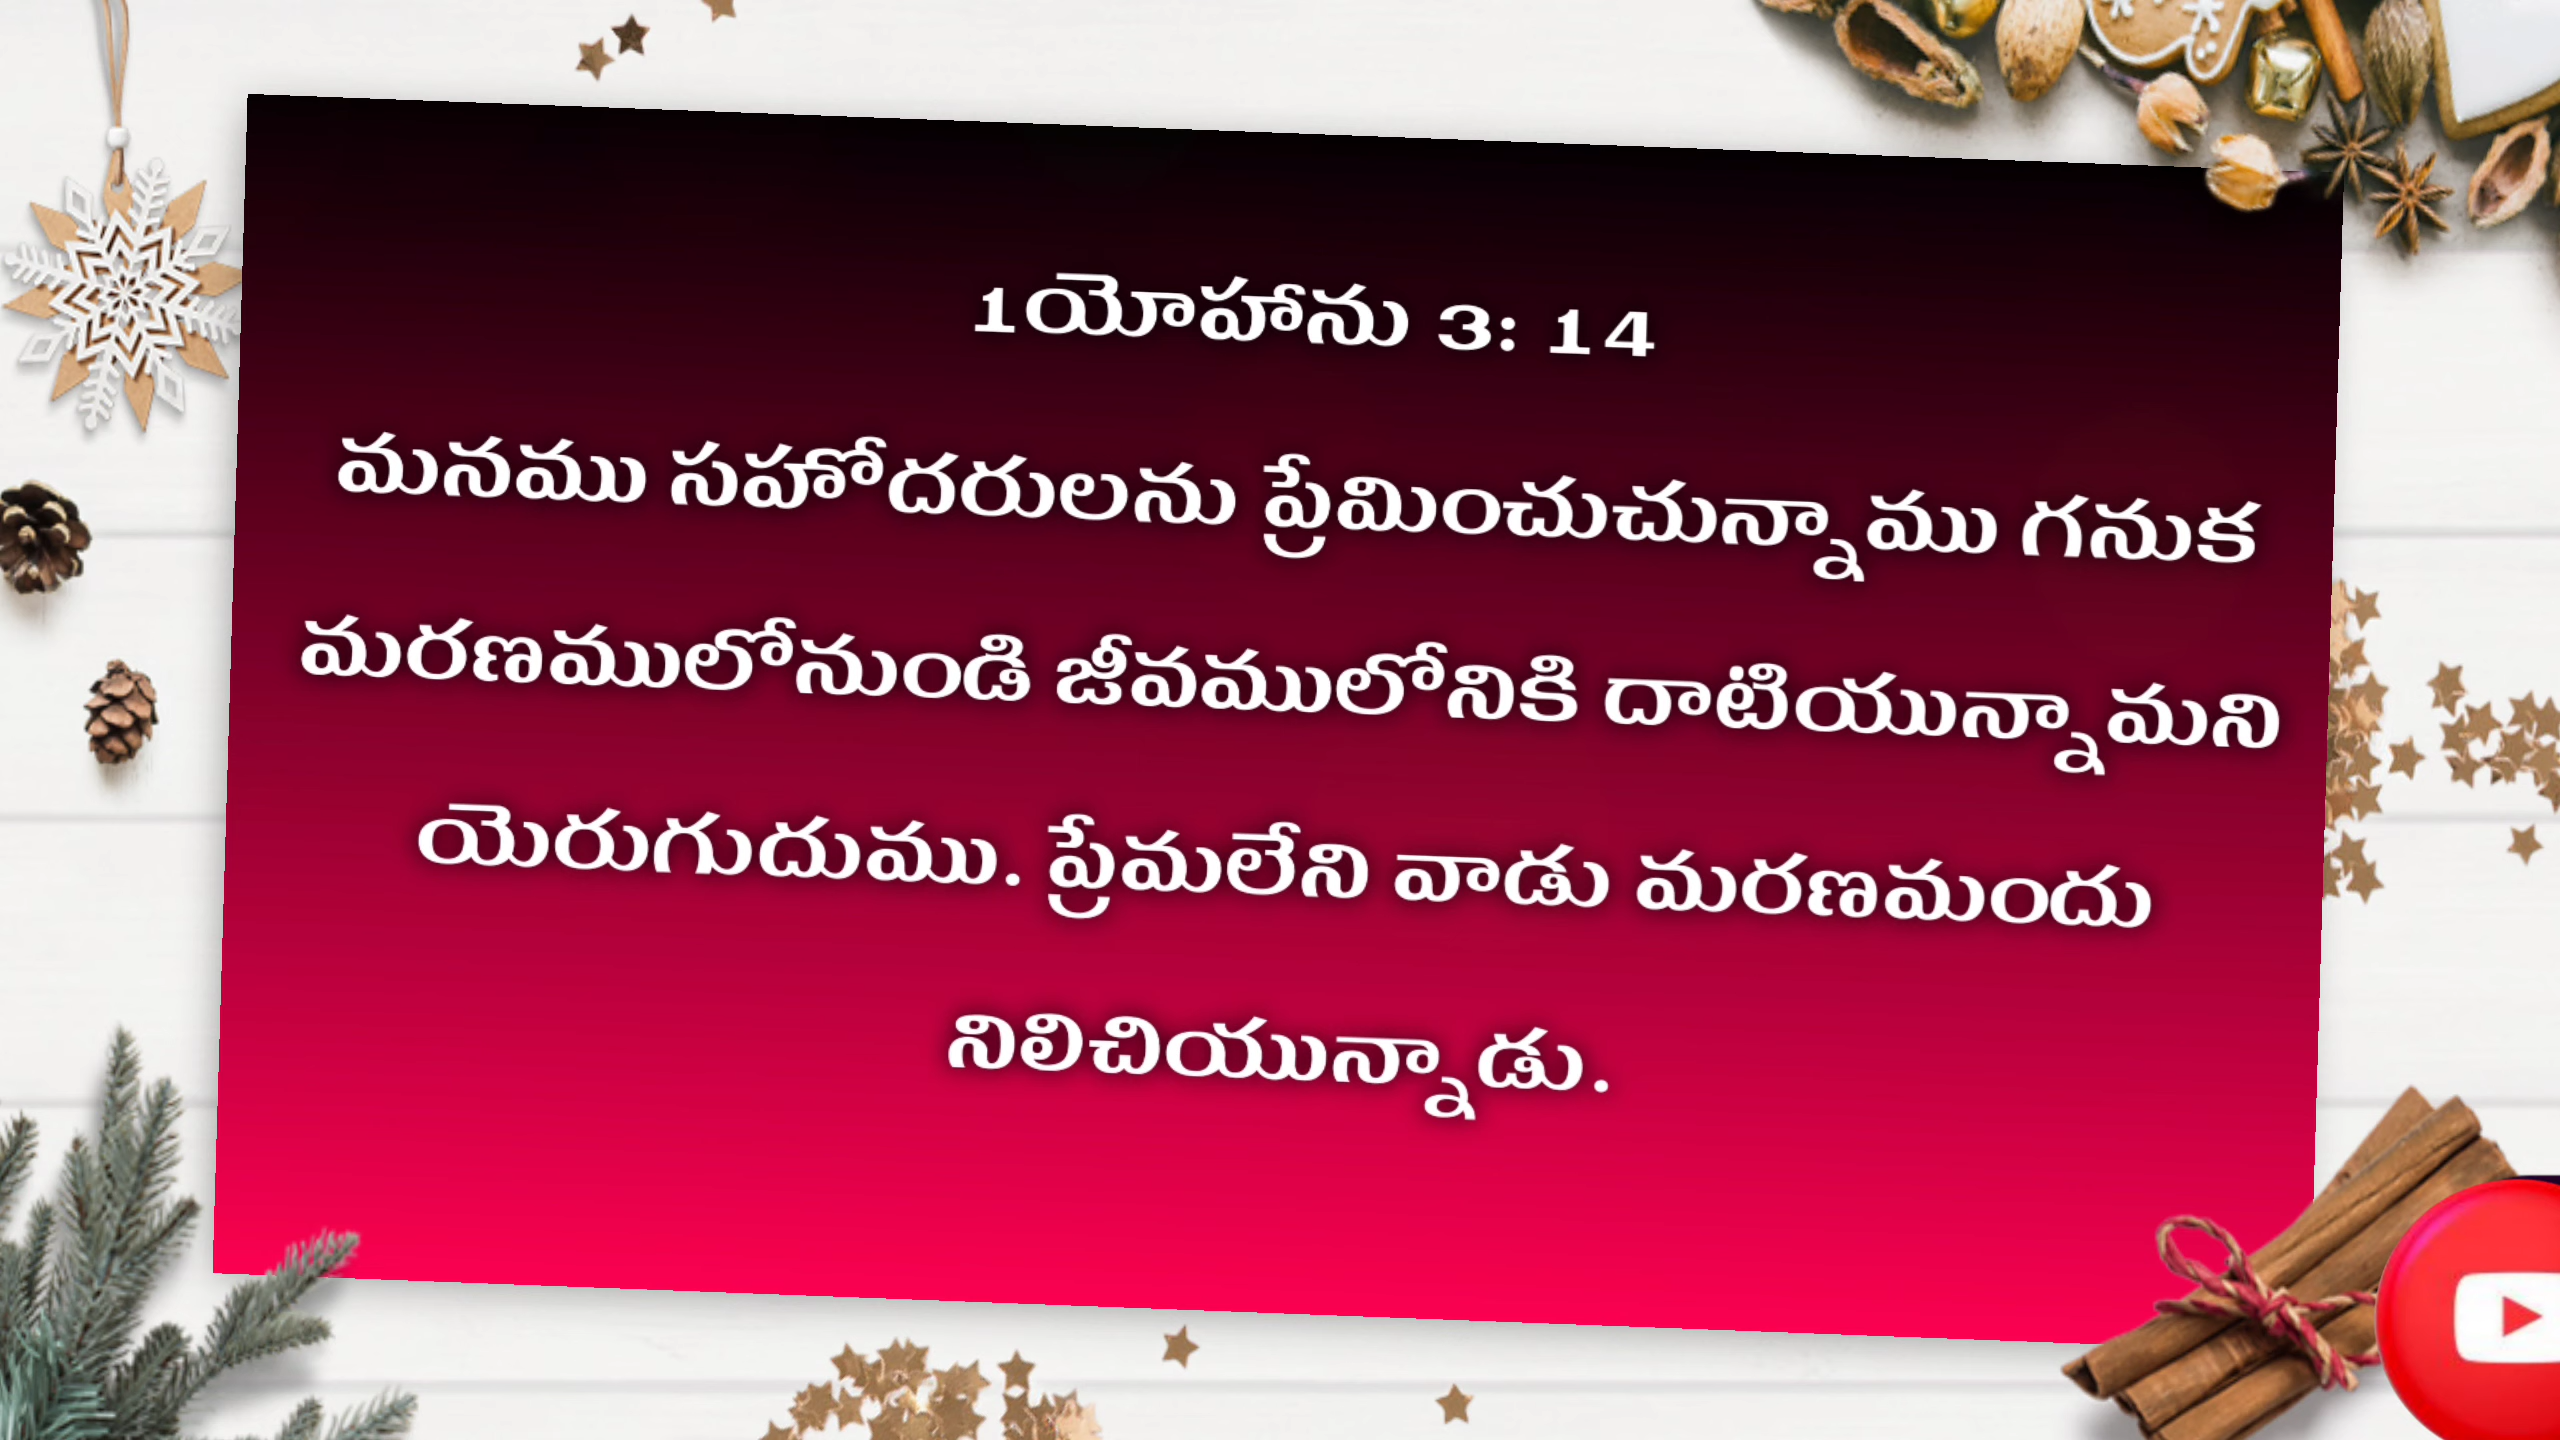 1యోహాను 3: 14
మనము సహోదరులను ప్రేమించుచున్నాము గనుక
మరణములోనుండి జీవములోనికి దాటియున్నామని
యెరుగుదుము. ప్రేమలేని వాడు మరణమందు
నిలిచియున్నాడు.